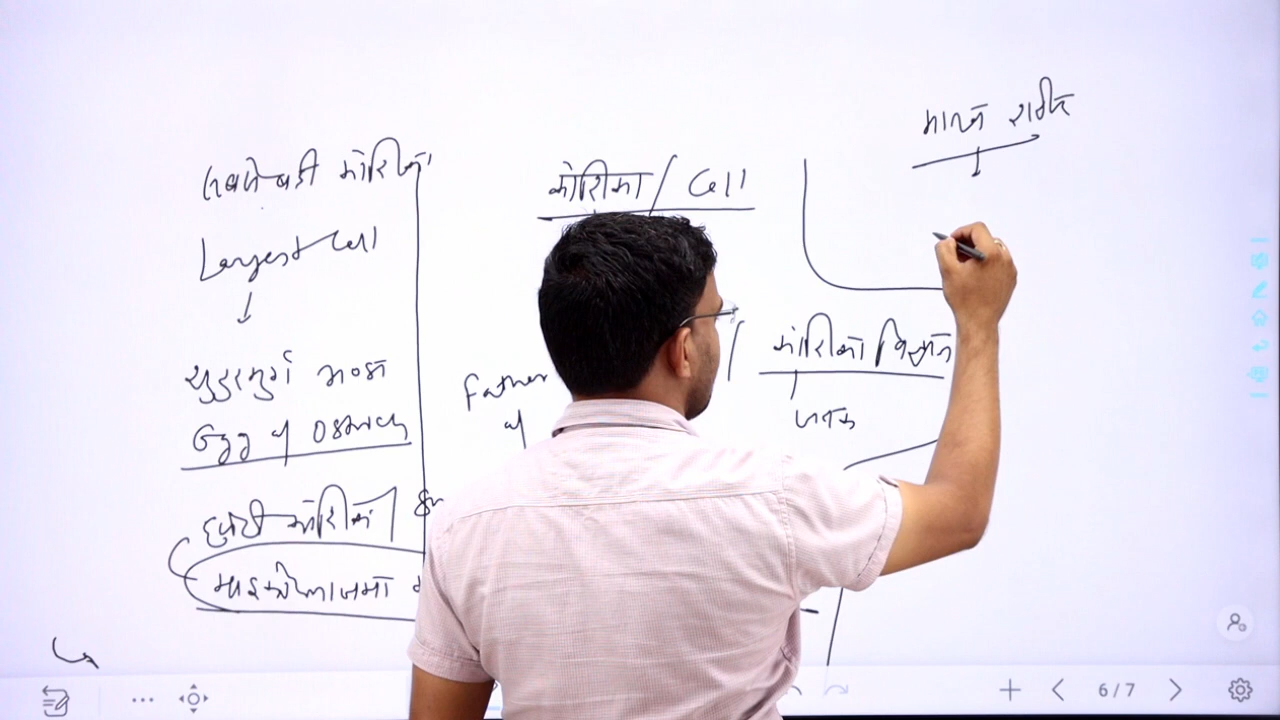 सबसे बड़ी कोशिका
Largest Cell
शुतुरमुर्ग अण्डा
Egg of Ostrich
छोटी कोशिका /
माइकोप्लाज्मा
कोशिका / Cell
Father
of
/ कोशिका विज्ञान
जनक
मानव शरीर
6/7